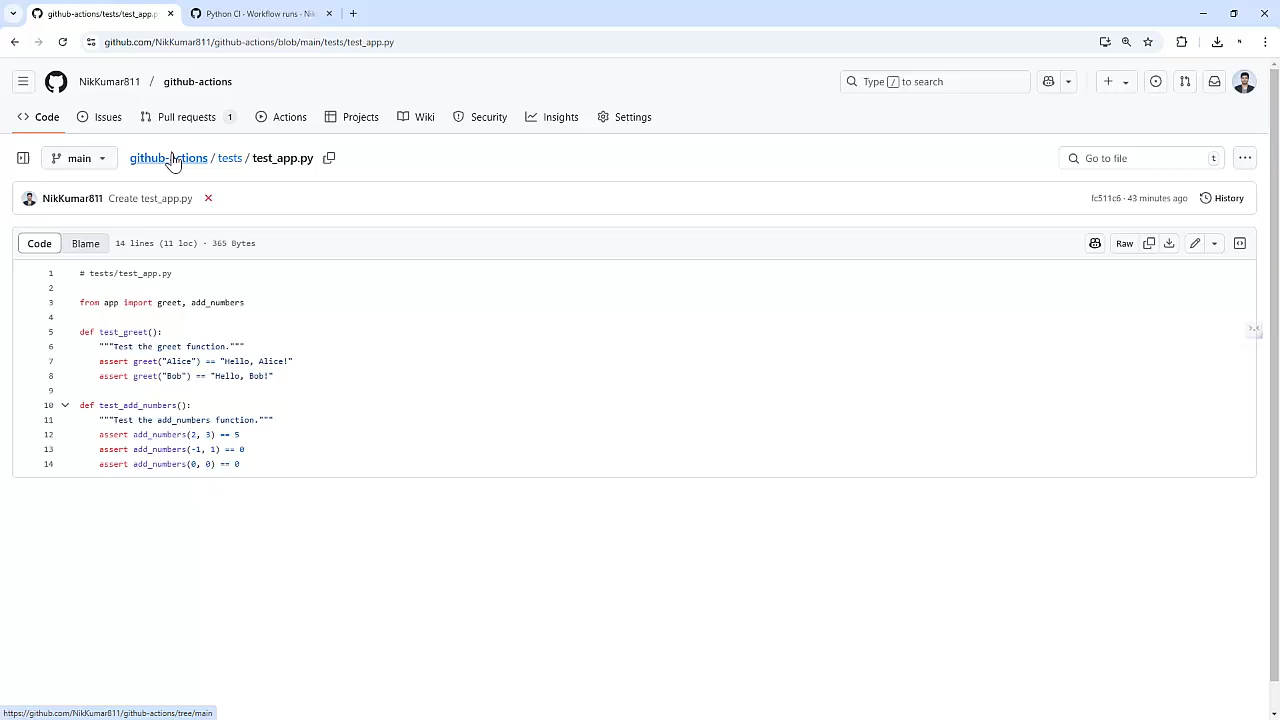 github-actions/tests/test_app.p
Python CI · Workflow runs · Nik
github.com/NikKumar811/github-actions/blob/main/tests/test_app.py
NikKumar811 / github-actions
Type / to search
Code
Issues
Pull requests 1
Actions
Projects
Wiki
Security
Insights
Settings
main
github-actions / tests / test_app.py
Go to file t
NikKumar811 Create test_app.py
fc511c6 · 43 minutes ago
History
Code
Blame
14 lines (11 loc) · 365 Bytes
Raw
1 # tests/test_app.py
2
3 from app import greet, add_numbers
4
5 def test_greet():
6 """Test the greet function."""
7 assert greet("Alice") == "Hello, Alice!"
8 assert greet("Bob") == "Hello, Bob!"
9
10 def test_add_numbers():
11 """Test the add_numbers function."""
12 assert add_numbers(2, 3) == 5
13 assert add_numbers(-1, 1) == 0
14 assert add_numbers(0, 0) == 0
https://github.com/NikKumar811/github-actions/tree/main